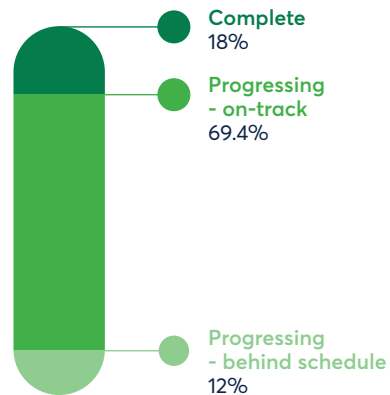 Complete
18%
Progressing
- on-track
69.4%
Progressing
- behind schedule
12%